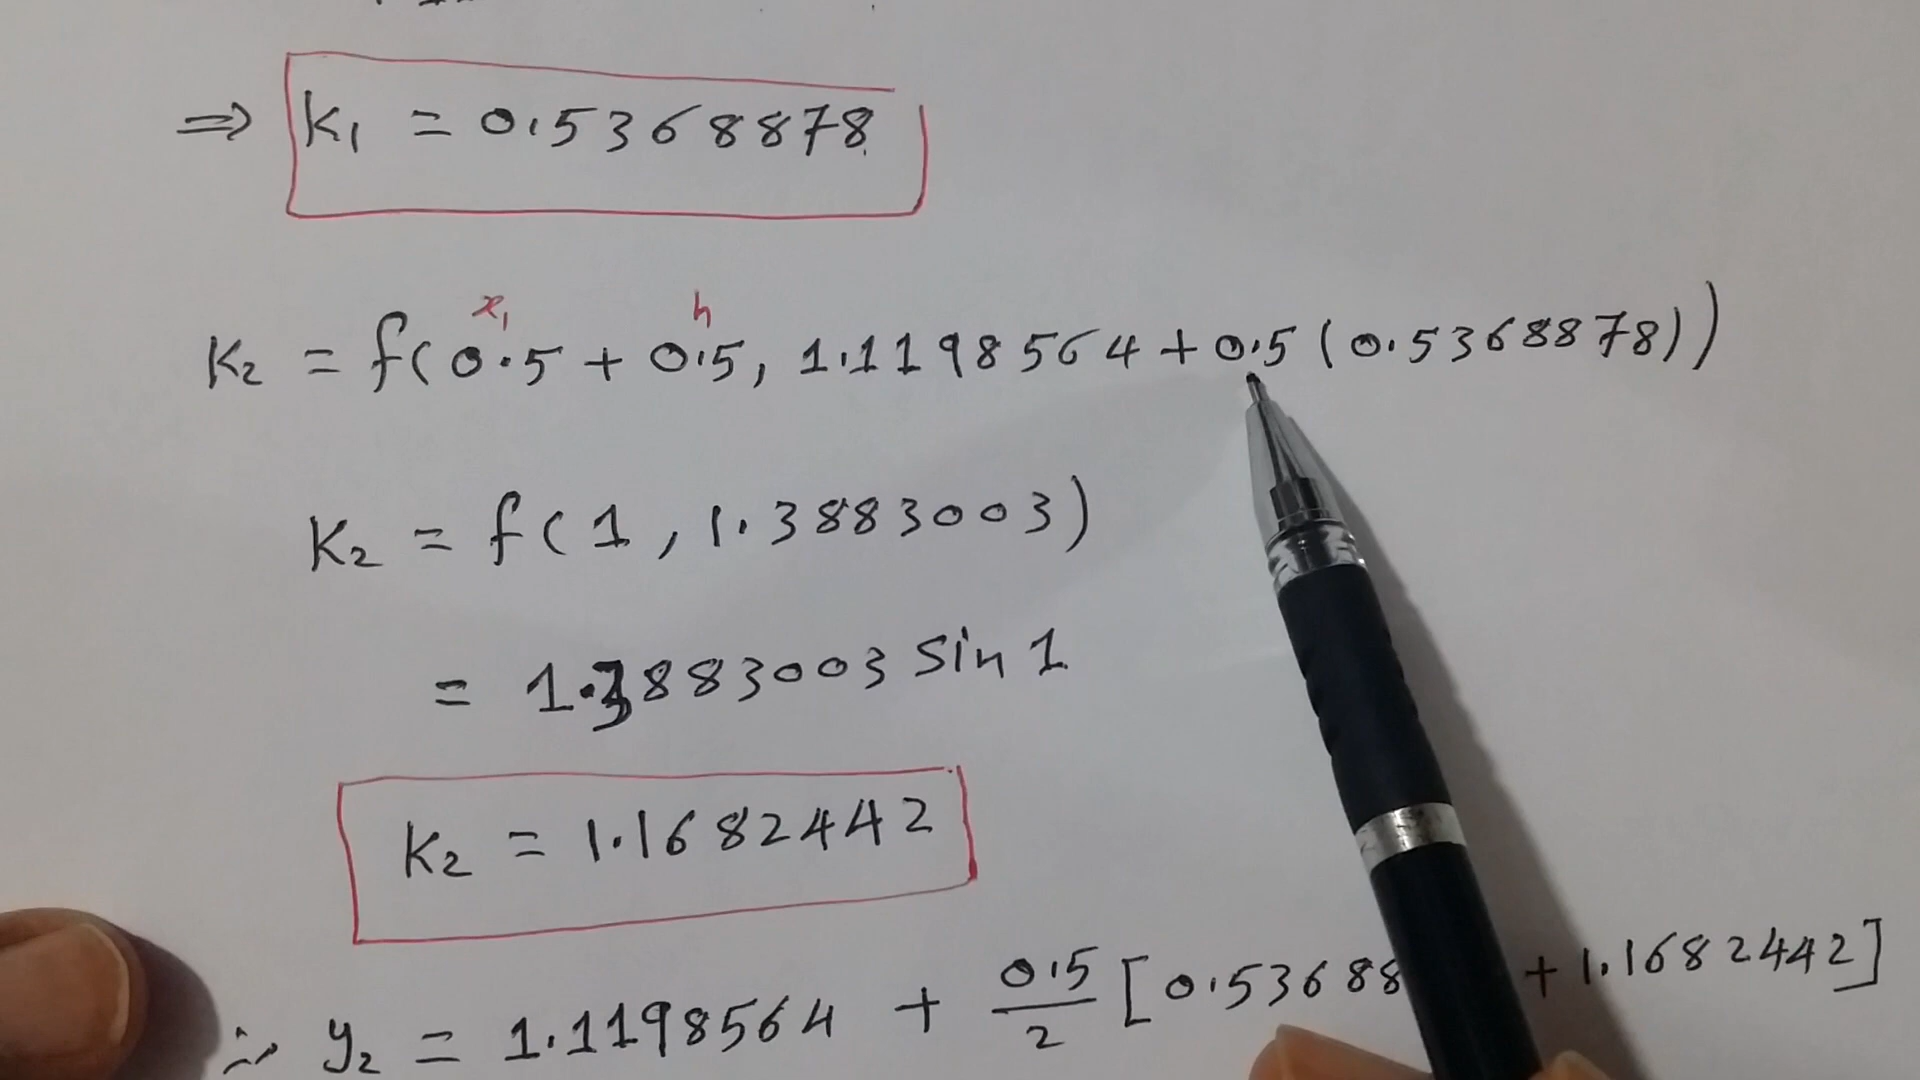 ⇒ K₁ = 0.5368878
x₁ h
K₂ = f(0.5 + 0.5, 1.1198564 + 0.5 (0.5368878))
K₂ = f(1, 1.3883003)
= 1.3883003 sin 1
K₂ = 1.1682442
∴ y₂ = 1.1198564 + 0.5/2 [0.53688 + 1.1682442]